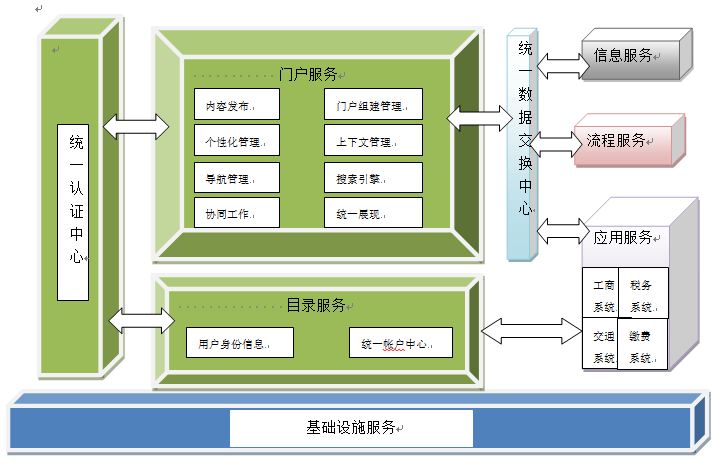 门户服务
内容发布
门户组建管理
个性化管理
上下文管理
导航管理
搜索引擎
协同工作
统一展现
统一认证中心
统一数据交换中心
信息服务
流程服务
应用服务
工商系统
税务系统
交通系统
缴费系统
目录服务
用户身份信息
统一帐户中心
基础设施服务